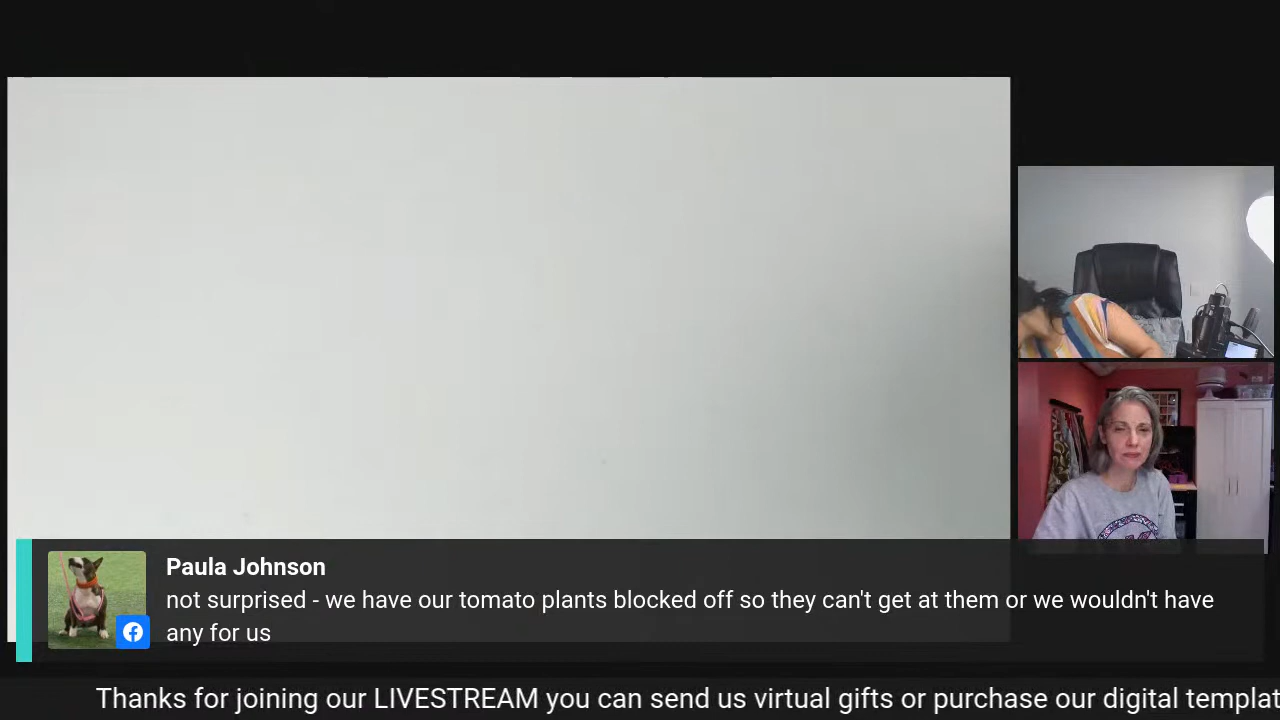 Paula Johnson
not surprised - we have our tomato plants blocked off so they can't get at them or we wouldn't have
any for us
Thanks for joining our LIVESTREAM you can send us virtual gifts or purchase our digital templat